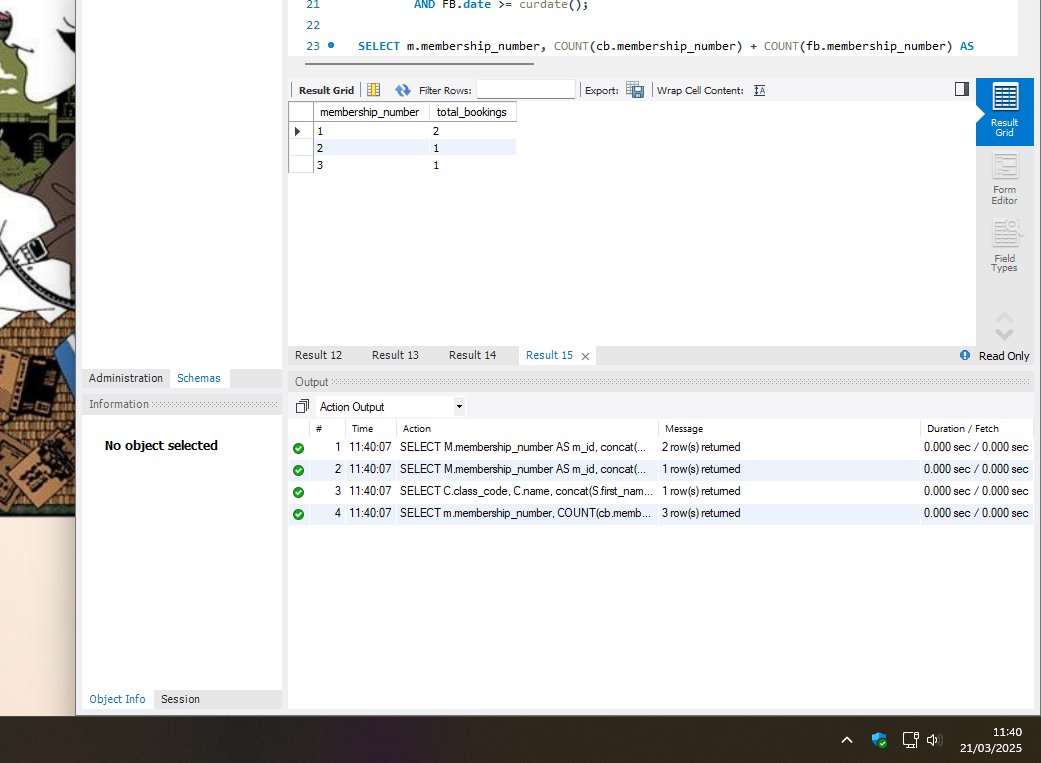 21 AND FB.date >= curdate();
22
23 SELECT m.membership_number, COUNT(cb.membership_number) + COUNT(fb.membership_number) AS
Result Grid Filter Rows: Export: Wrap Cell Content: IA
membership_number total_bookings
1 2
2 1
3 1
Result Grid
Form Editor
Field Types
Result 12 Result 13 Result 14 Result 15 Read Only
Administration Schemas
Output
Information
Action Output
No object selected
# Time Action Message Duration / Fetch
1 11:40:07 SELECT M.membership_number AS m_id, concat(... 2 row(s) returned 0.000 sec / 0.000 sec
2 11:40:07 SELECT M.membership_number AS m_id, concat(... 1 row(s) returned 0.000 sec / 0.000 sec
3 11:40:07 SELECT C.class_code, C.name, concat(S.first_nam... 1 row(s) returned 0.000 sec / 0.000 sec
4 11:40:07 SELECT m.membership_number, COUNT(cb.memb... 3 row(s) returned 0.000 sec / 0.000 sec
Object Info Session
11:40
21/03/2025